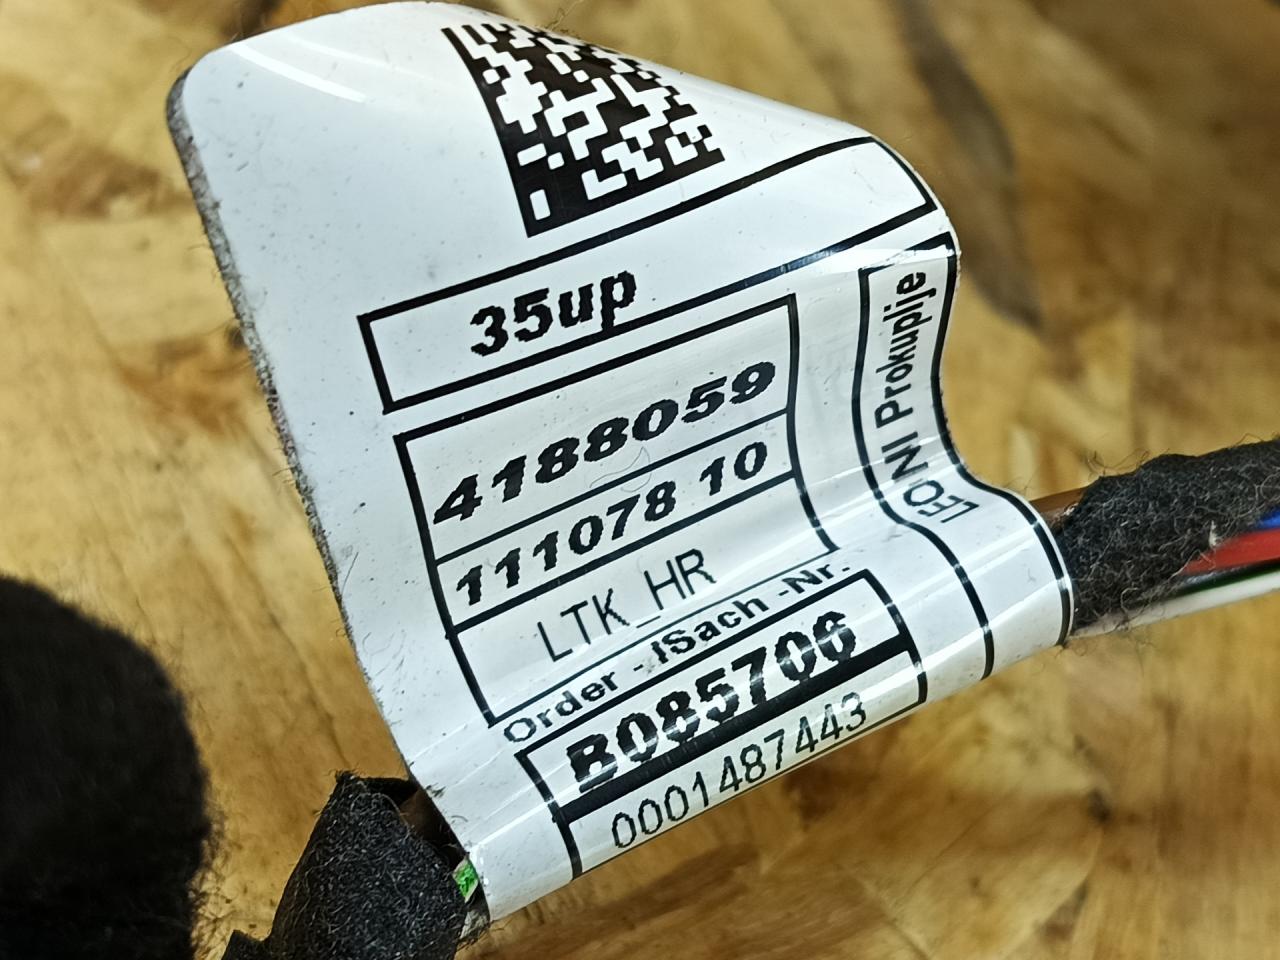 35up
4188059
111078 10
LTK_HR
Order - ISach -Nr.
B085706
0001487443
LEONI Prokuplje